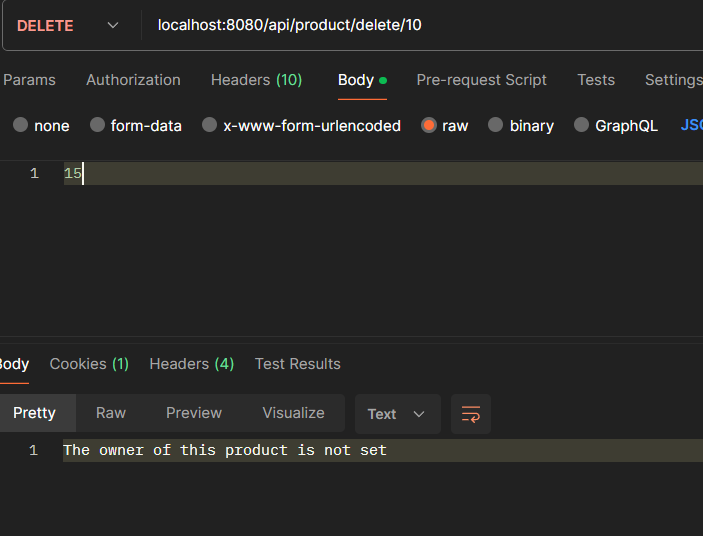 DELETE localhost:8080/api/product/delete/10
Params Authorization Headers (10) Body Pre-request Script Tests Settings
none form-data x-www-form-urlencoded raw binary GraphQL JSO
1 15
Body Cookies (1) Headers (4) Test Results
Pretty Raw Preview Visualize Text
1 The owner of this product is not set